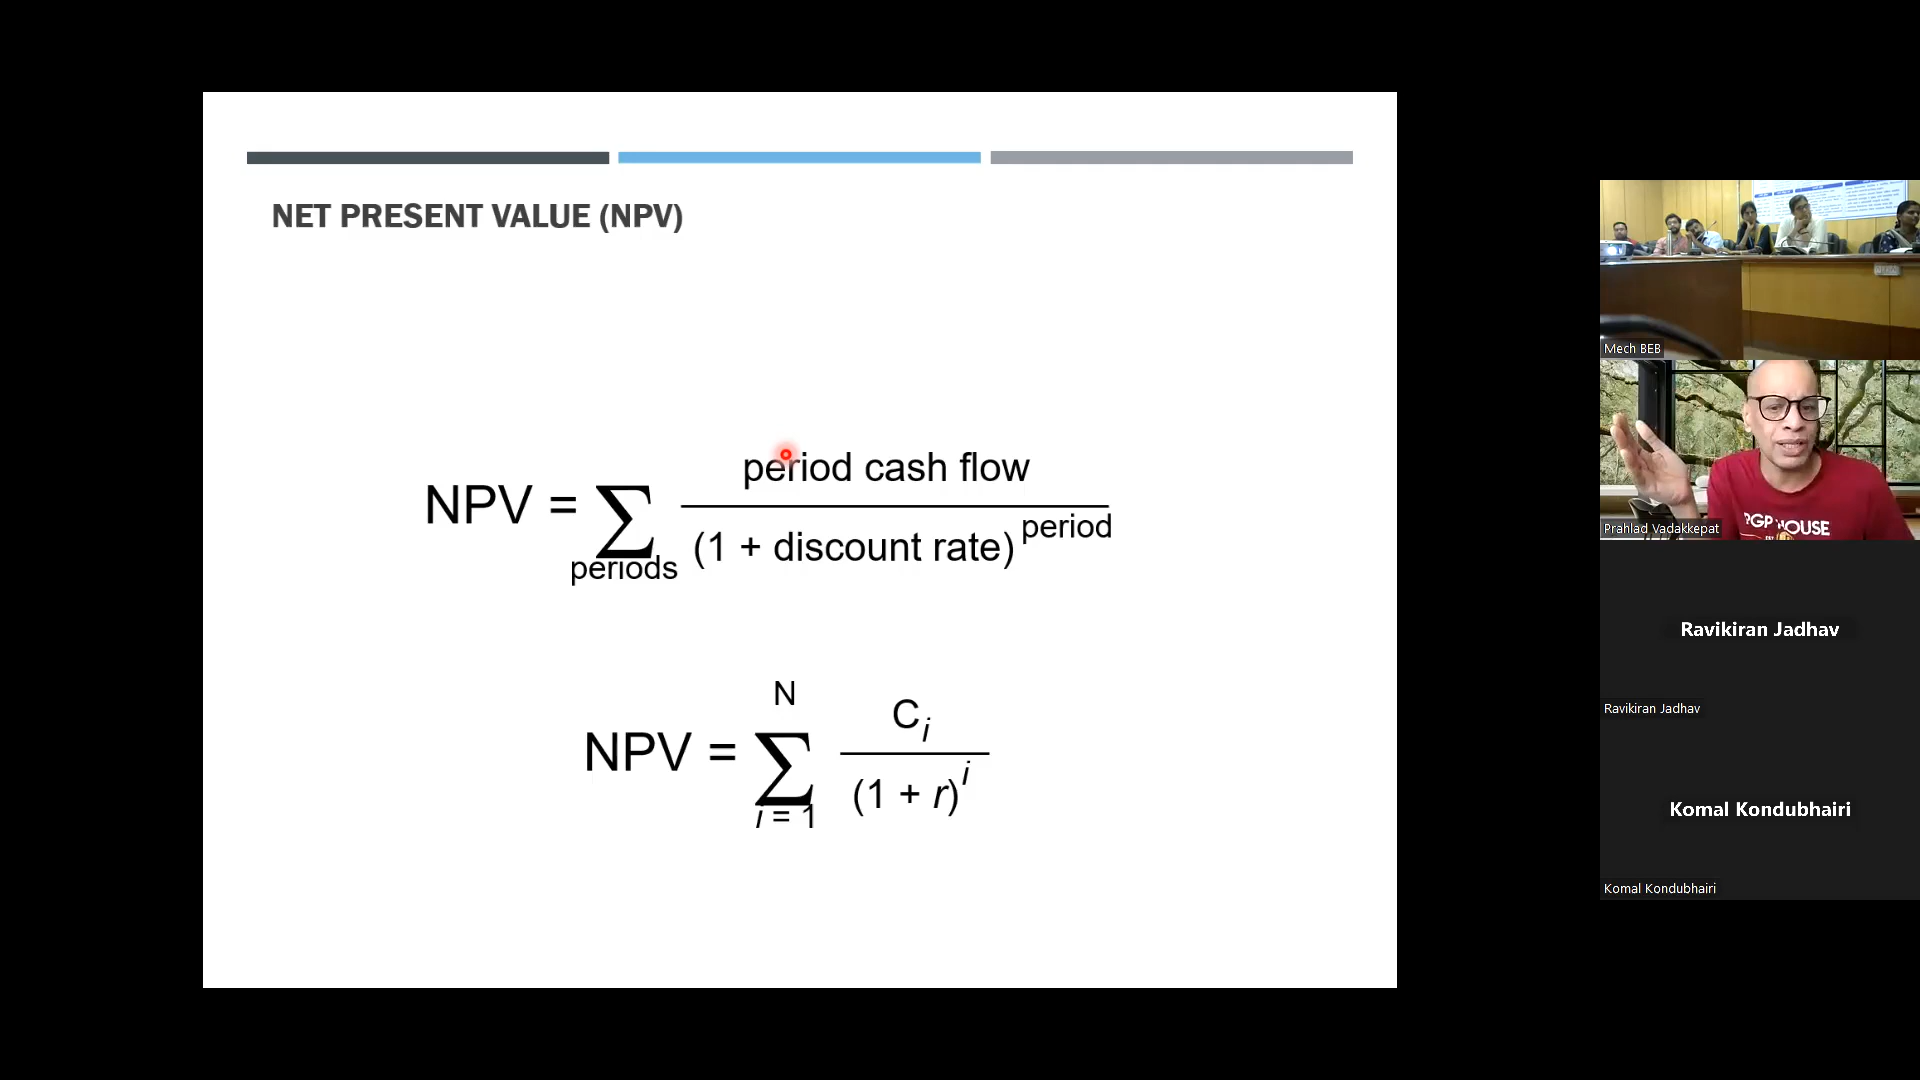 NET PRESENT VALUE (NPV)
NPV = ∑ periods period cash flow / (1 + discount rate)^period
NPV = ∑ i = 1 N C_i / (1 + r)^i
Mech BEB
PGP HOUSE
Prahlad Vadakkepat
Ravikiran Jadhav
Ravikiran Jadhav
Komal Kondubhairi
Komal Kondubhairi